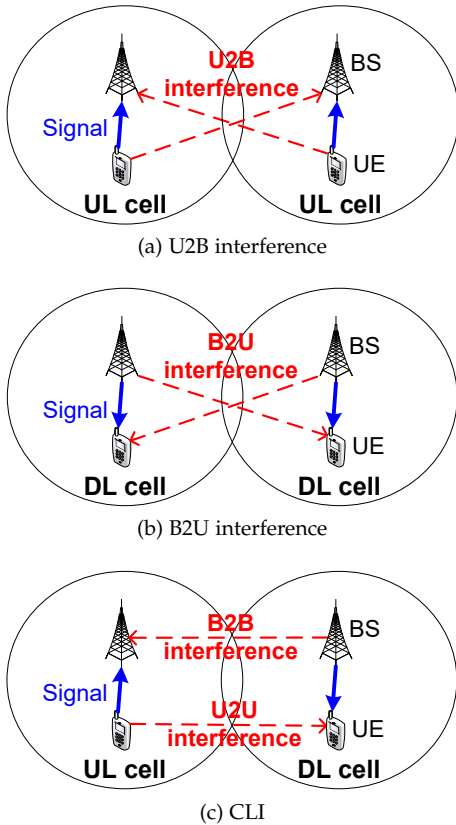 U2B
interference
BS
Signal
UE
UL cell
UL cell
(a) U2B interference
B2U
interference
BS
Signal
UE
DL cell
DL cell
(b) B2U interference
B2B
interference
BS
Signal
U2U
interference
UE
UL cell
DL cell
(c) CLI